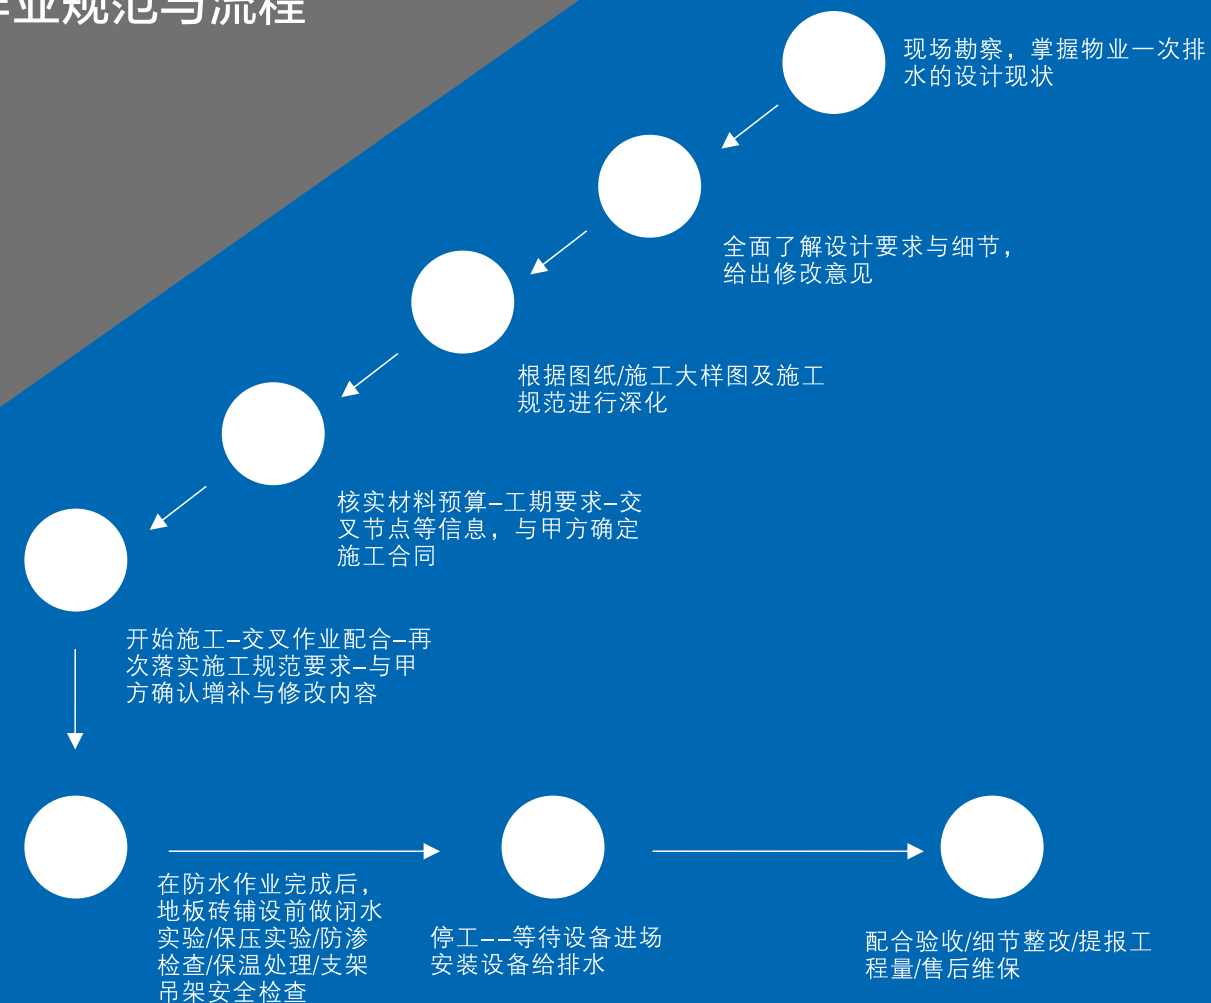 作业规范与流程
现场勘察，掌握物业一次排
水的设计现状
全面了解设计要求与细节，
给出修改意见
根据图纸/施工大样图及施工
规范进行深化
核实材料预算–工期要求–交
叉节点等信息，与甲方确定
施工合同
开始施工–交叉作业配合–再
次落实施工规范要求–与甲
方确认增补与修改内容
在防水作业完成后，
地板砖铺设前做闭水
实验/保压实验/防渗
检查/保温处理/支架
吊架安全检查
停工––等待设备进场
安装设备给排水
配合验收/细节整改/提报工
程量/售后维保